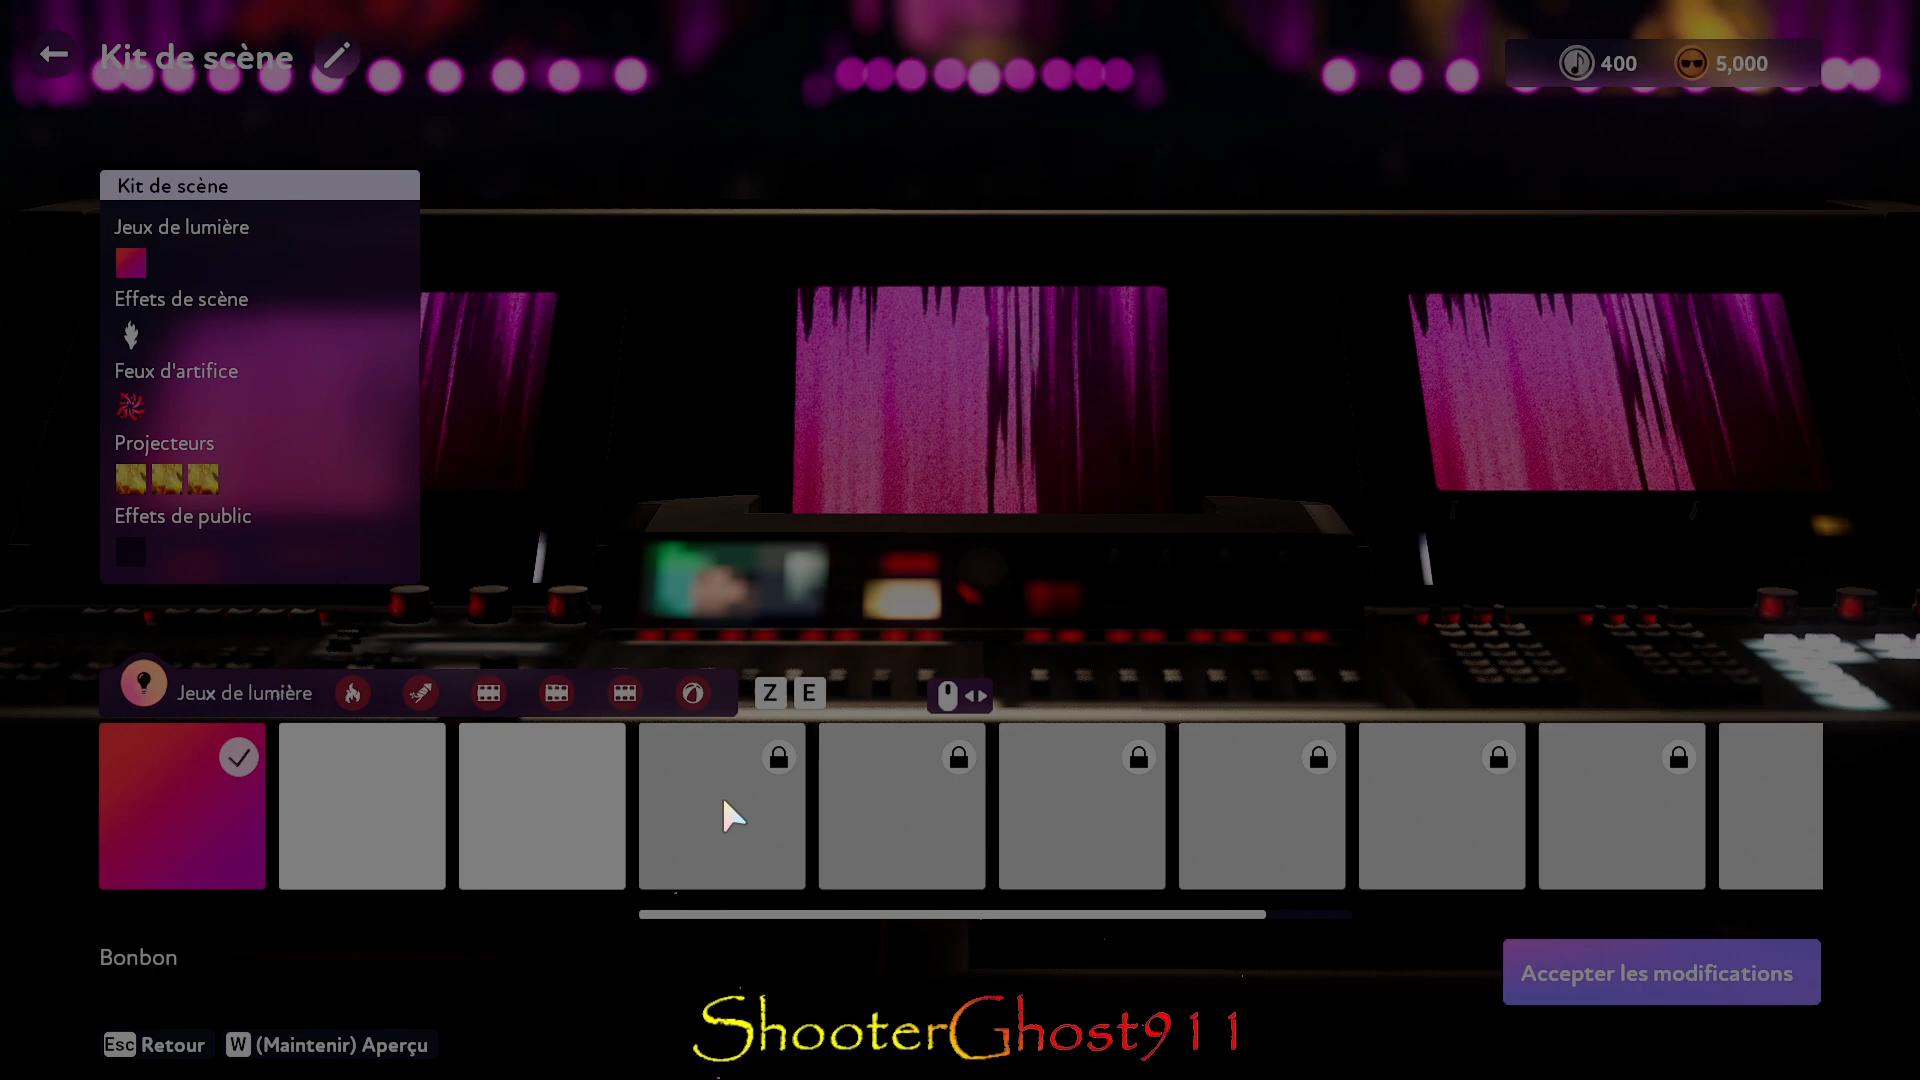 Kit de scène
400
5,000
Kit de scène
Jeux de lumière
Effets de scène
Feux d'artifice
Projecteurs
Effets de public
Jeux de lumière
Z
E
Bonbon
Accepter les modifications
ShooterGhost911
Esc Retour
W (Maintenir) Aperçu